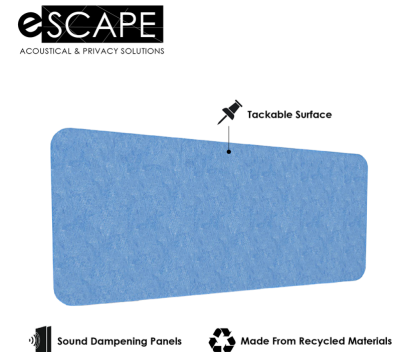 eSCAPE
ACOUSTICAL & PRIVACY SOLUTIONS
Tackable Surface
Sound Dampening Panels
Made From Recycled Materials